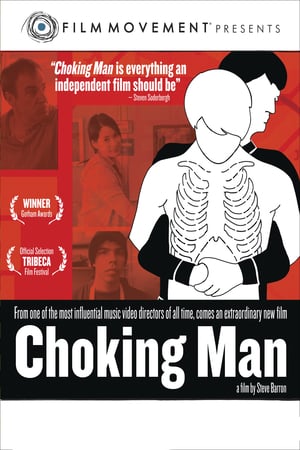 FILM MOVEMENT® PRESENTS
"Choking Man is everything an
independent film should be"
– Steven Soderbergh
WINNER
Gotham Awards
Official Selection
TRIBECA
Film Festival
From one of the most influential music video directors of all time, comes an extraordinary new film
Choking Man
a film by Steve Barron